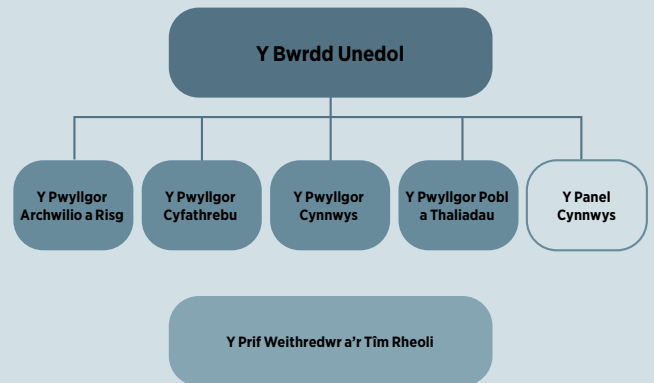 Y Bwrdd Unedol
Y Pwyllgor
Archwilio a Risg
Y Pwyllgor
Cyfathrebu
Y Pwyllgor
Cynnwys
Y Pwyllgor Pobl
a Thaliadau
Y Panel
Cynnwys
Y Prif Weithredwr a'r Tîm Rheoli